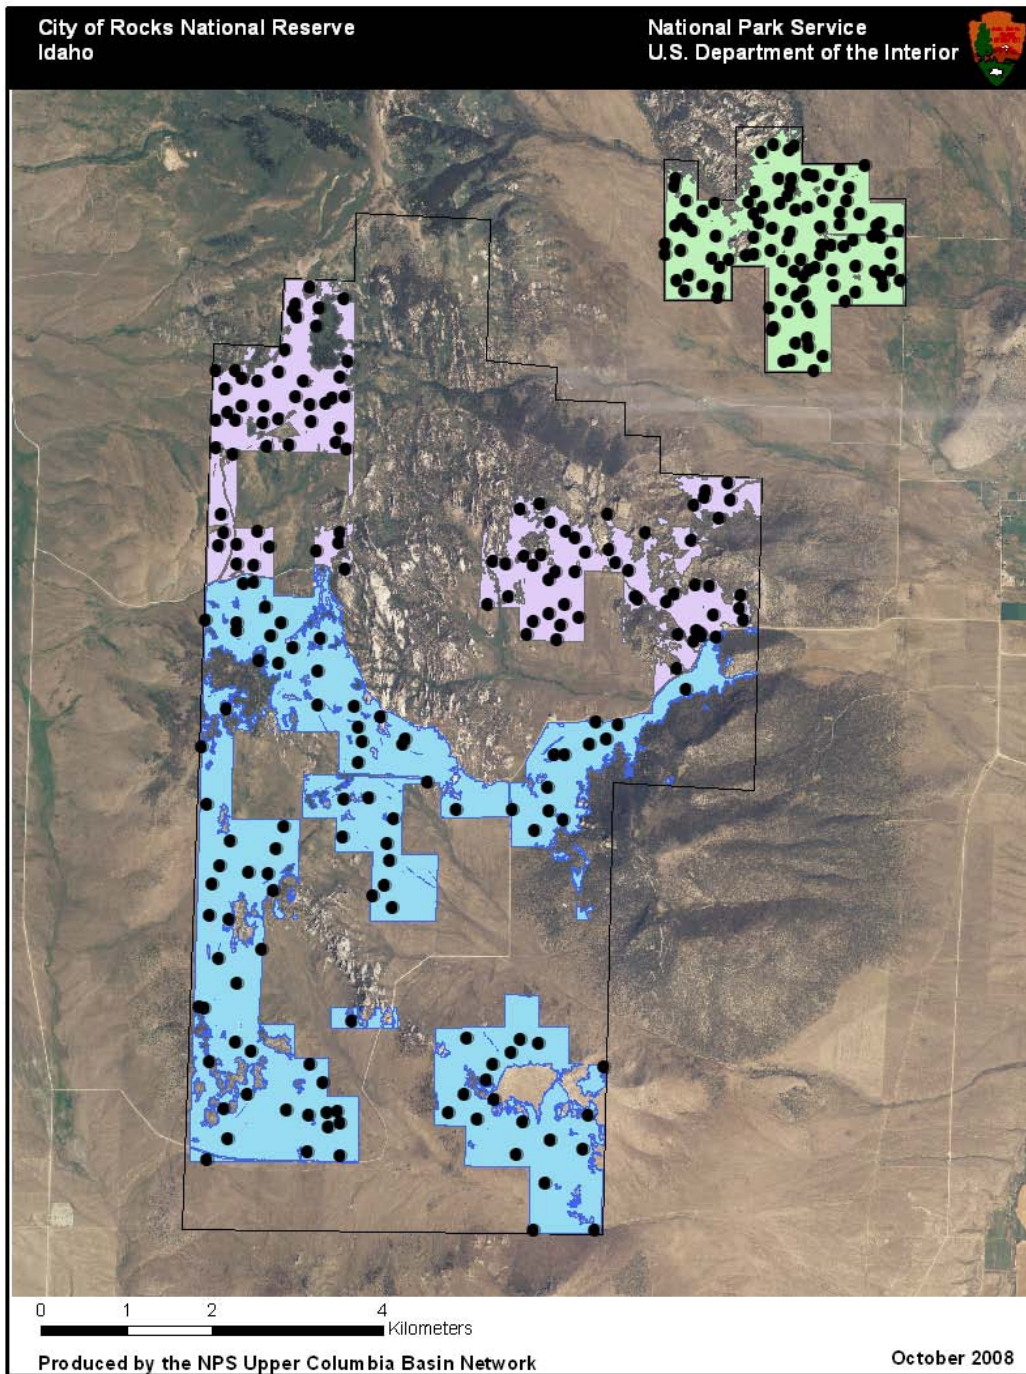 City of Rocks National Reserve
Idaho
National Park Service
U.S. Department of the Interior
0 1 2 4
Kilometers
Produced by the NPS Upper Columbia Basin Network
October 2008